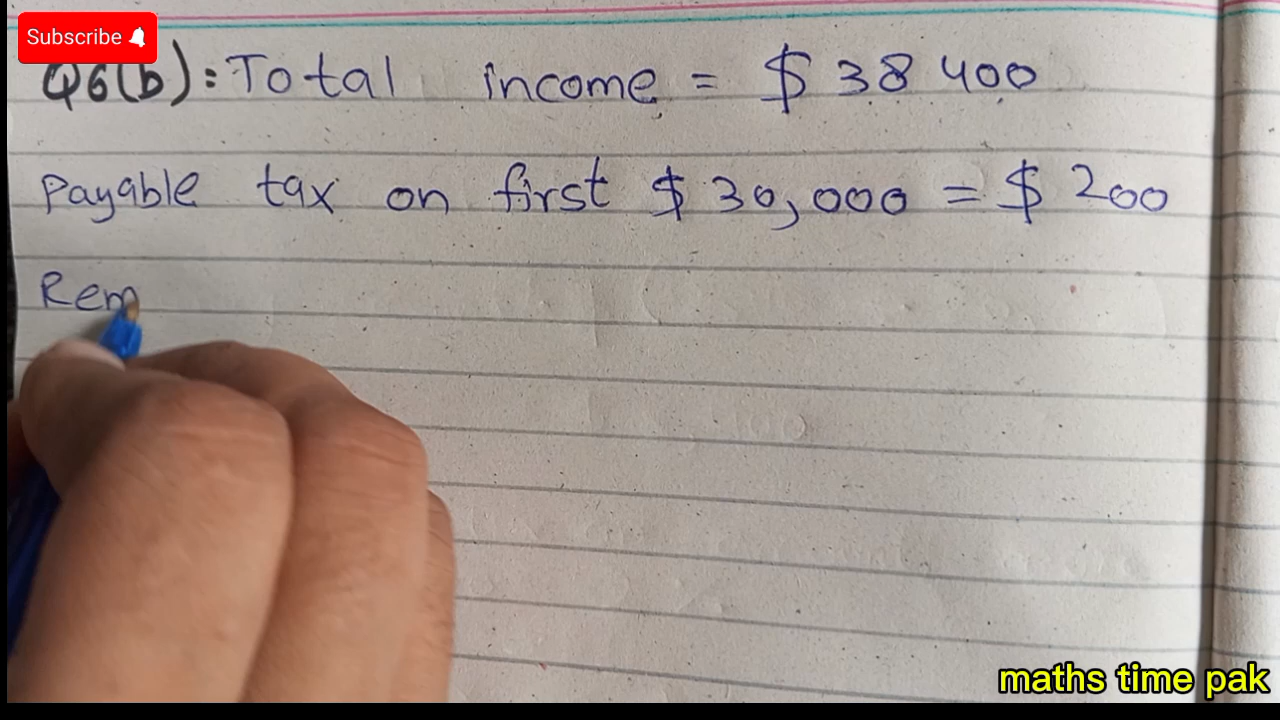 Subscribe
Q6(b): Total income = $ 38 400
Payable tax on first $ 30,000 = $ 200
Rem
maths time pak